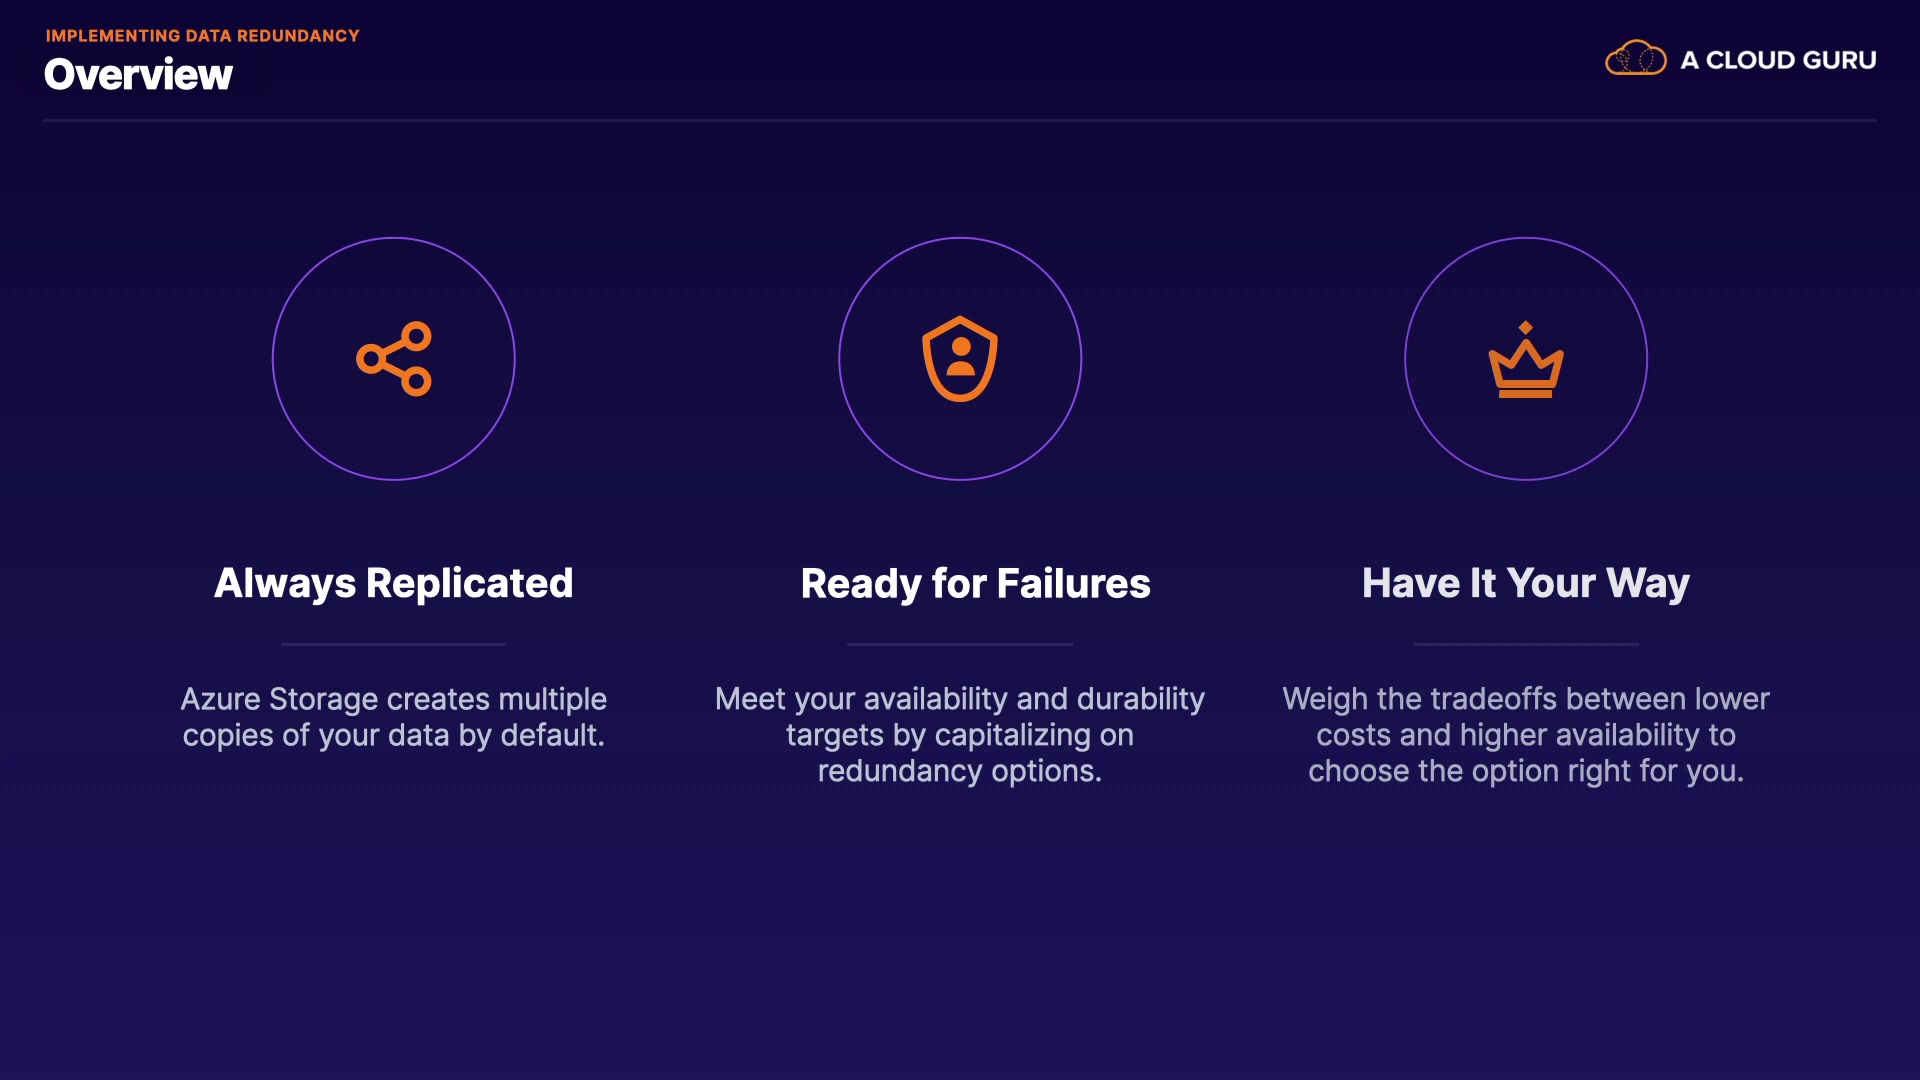 IMPLEMENTING DATA REDUNDANCY
Overview
A CLOUD GURU
Always Replicated
Azure Storage creates multiple
copies of your data by default.
Ready for Failures
Meet your availability and durability
targets by capitalizing on
redundancy options.
Have It Your Way
Weigh the tradeoffs between lower
costs and higher availability to
choose the option right for you.